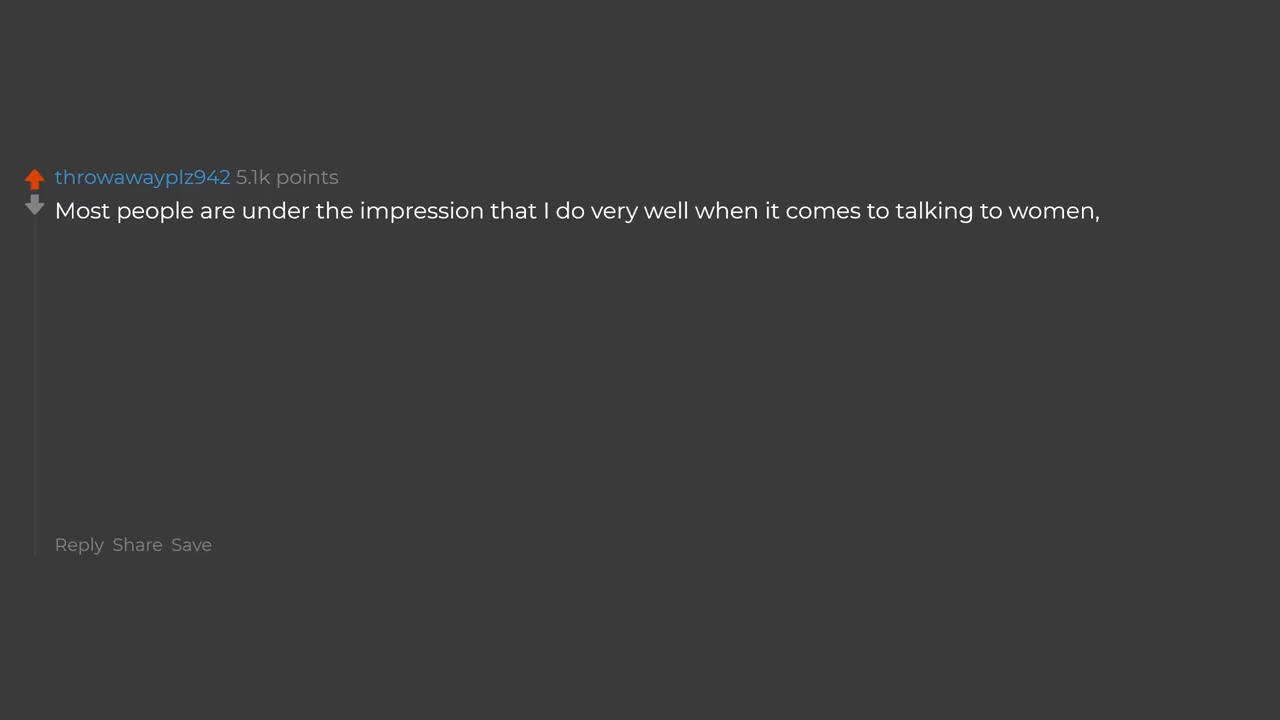 throwawayplz942 5.1k points
Most people are under the impression that I do very well when it comes to talking to women,
Reply Share Save